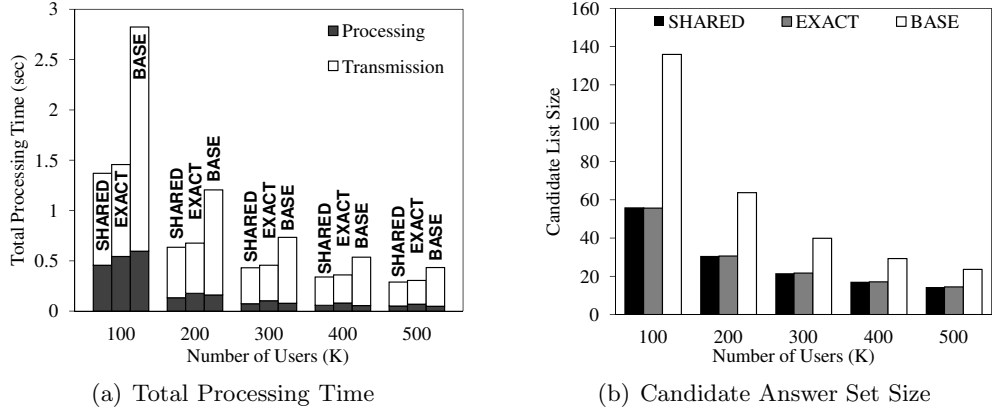 3
2.5
2
1.5
1
0.5
0
Total Processing Time (sec)
Processing
Transmission
SHARED
EXACT
BASE
SHARED
EXACT
BASE
SHARED
EXACT
BASE
SHARED
EXACT
BASE
SHARED
EXACT
BASE
100 200 300 400 500
Number of Users (K)
(a) Total Processing Time
160
140
120
100
80
60
40
20
0
Candidate List Size
SHARED EXACT BASE
100 200 300 400 500
Number of Users (K)
(b) Candidate Answer Set Size